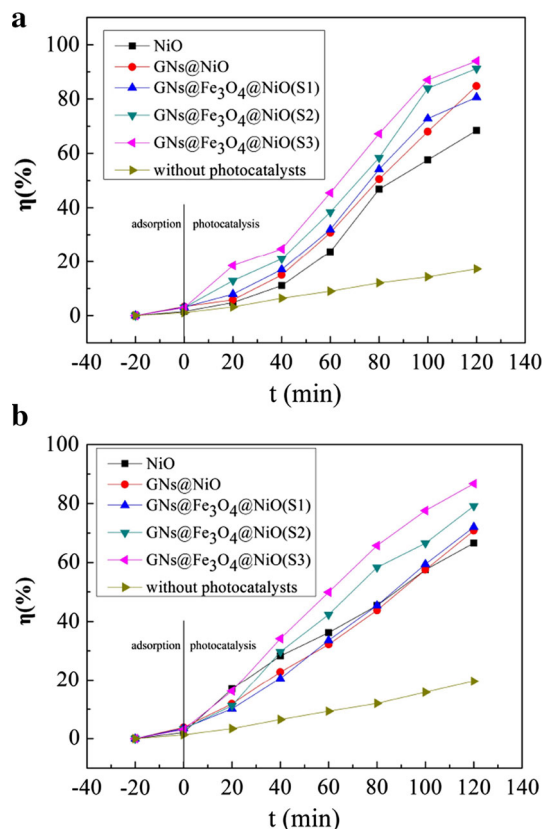 a
100
80
60
40
20
0
η(%)
NiO
GNs@NiO
GNs@Fe3O4@NiO(S1)
GNs@Fe3O4@NiO(S2)
GNs@Fe3O4@NiO(S3)
without photocatalysts
adsorption photocatalysis
-40 -20 0 20 40 60 80 100 120 140
t (min)
b
100
80
60
40
20
0
η(%)
NiO
GNs@NiO
GNs@Fe3O4@NiO(S1)
GNs@Fe3O4@NiO(S2)
GNs@Fe3O4@NiO(S3)
without photocatalysts
adsorption photocatalysis
-40 -20 0 20 40 60 80 100 120 140
t (min)